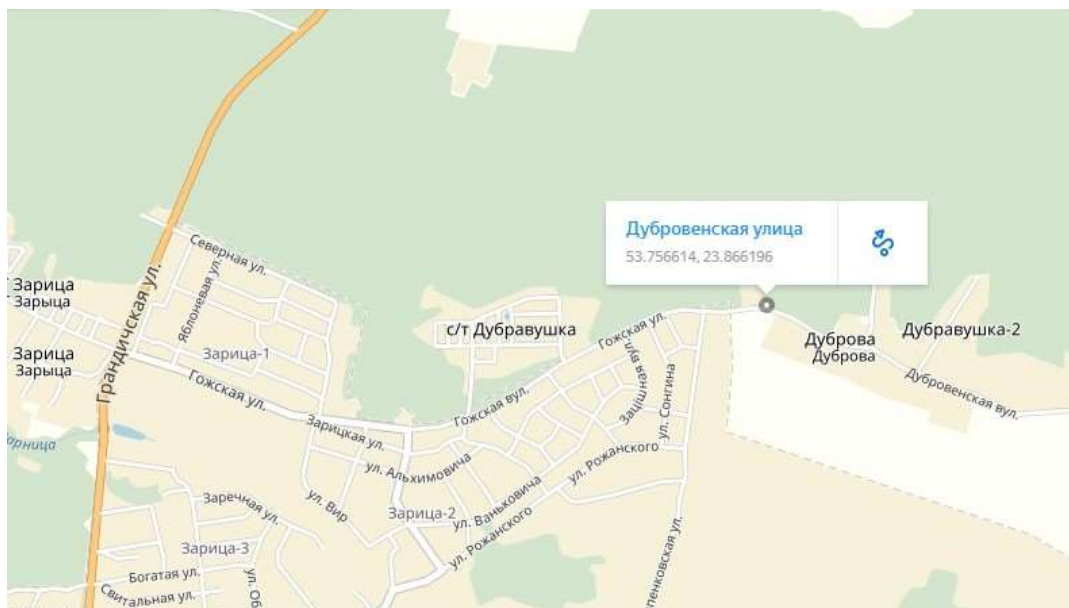 Дубровенская улица
53.756614, 23.866196
Северная ул.
Яблоневая ул.
Грандичская ул.
Зарица
Зарыца
с/т Дубравушка
Гожская ул.
Дуброва
Дуброва
Дубравушка-2
Зарица
Зарыца
Зарица-1
Зацішная вул.
Дубровенская вул.
Гожская ул.
Гожская вул.
ул. Сонгина
Зарицкая ул.
ул. Альхимовича
ул. Рожанского
ул. Вир
Заречная ул.
Зарица-2
ул. Ваньковича
ул. Рожанского
Зарица-3
Богатая ул.
Свитальная ул.